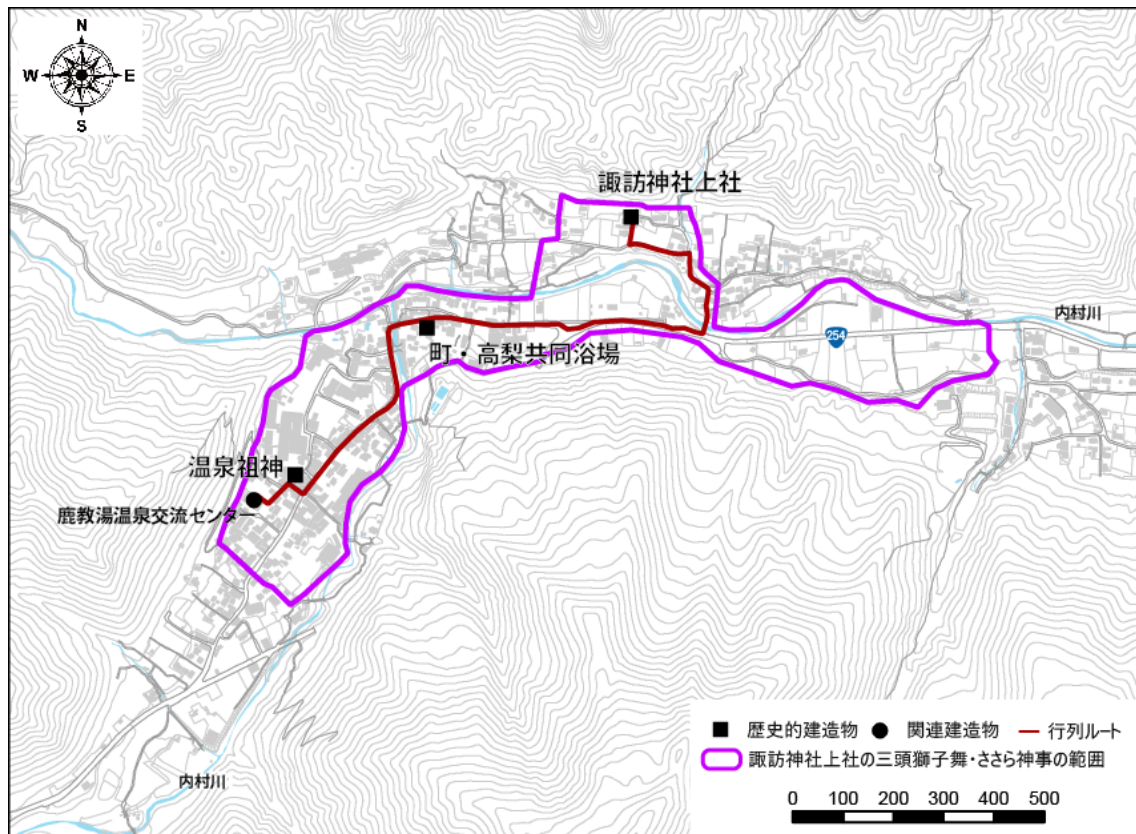 N
W E
S
諏訪神社上社
内村川
254
町・高梨共同浴場
温泉祖神
鹿教湯温泉交流センター
内村川
歴史的建造物 関連建造物 行列ルート
諏訪神社上社の三頭獅子舞・ささら神事の範囲
0 100 200 300 400 500